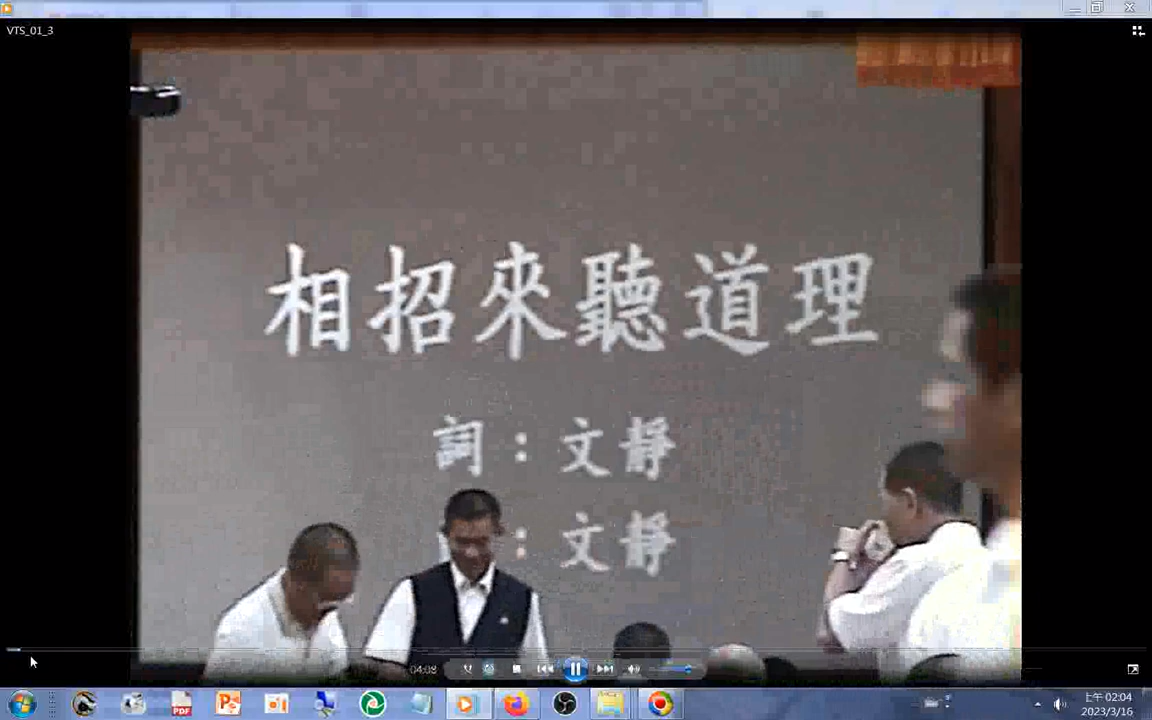 VTS_01_3
相招來聽道理
詞：文靜
：文靜
04:08
上午 02:04
2023/3/16